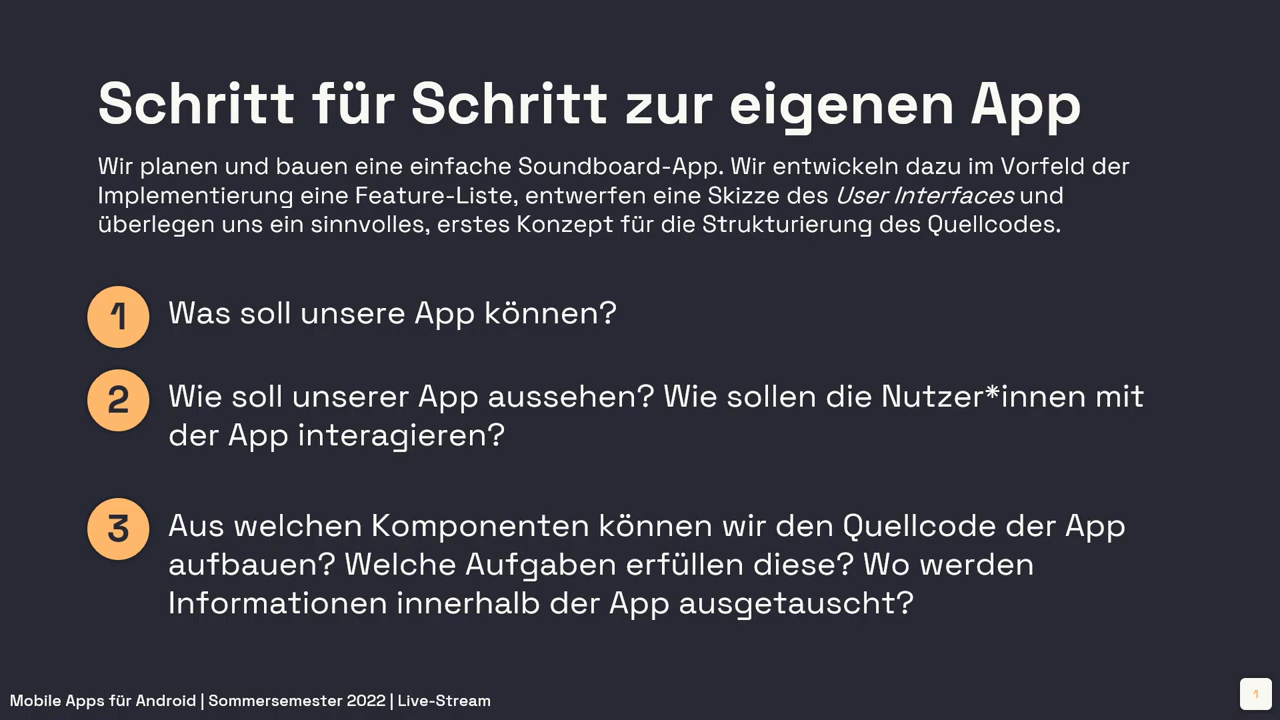 Schritt für Schritt zur eigenen App
Wir planen und bauen eine einfache Soundboard-App. Wir entwickeln dazu im Vorfeld der
Implementierung eine Feature-Liste, entwerfen eine Skizze des User Interfaces und
überlegen uns ein sinnvolles, erstes Konzept für die Strukturierung des Quellcodes.
1 Was soll unsere App können?
2 Wie soll unserer App aussehen? Wie sollen die Nutzer*innen mit
der App interagieren?
3 Aus welchen Komponenten können wir den Quellcode der App
aufbauen? Welche Aufgaben erfüllen diese? Wo werden
Informationen innerhalb der App ausgetauscht?
Mobile Apps für Android | Sommersemester 2022 | Live-Stream
1